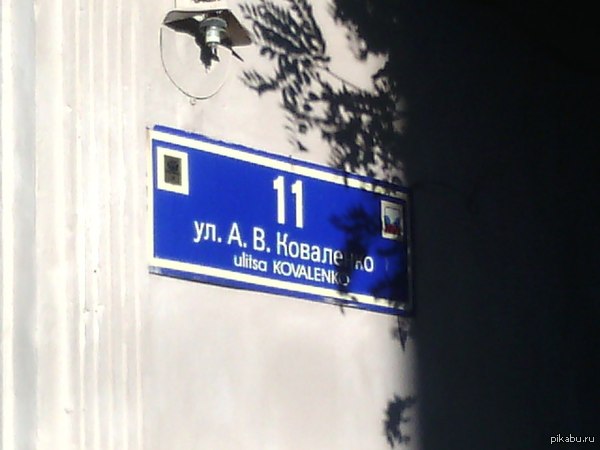 11
ул. А. В. Коваленко
ulitsa KOVALENKO
pikabu.ru